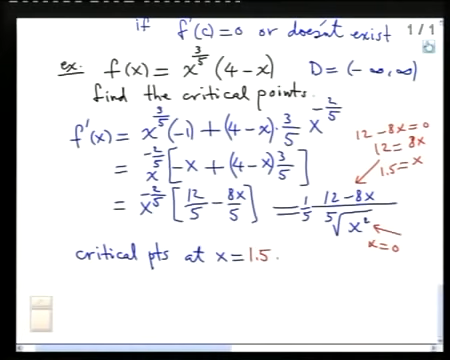 if f'(c)=0 or doesn't exist 1/1
ex. f(x) = x^{3/5} (4-x) D = (-∞, ∞)
find the critical points.
f'(x) = x^{3/5}(-1) + (4-x)·3/5 x^{-2/5}
= x^{-2/5} [-x + (4-x)3/5]
= x^{-2/5} [12/5 - 8x/5] = 1/5 (12-8x)/⁵√x²
12-8x=0
12=8x
1.5=x
x=0
critical pts at x=1.5.